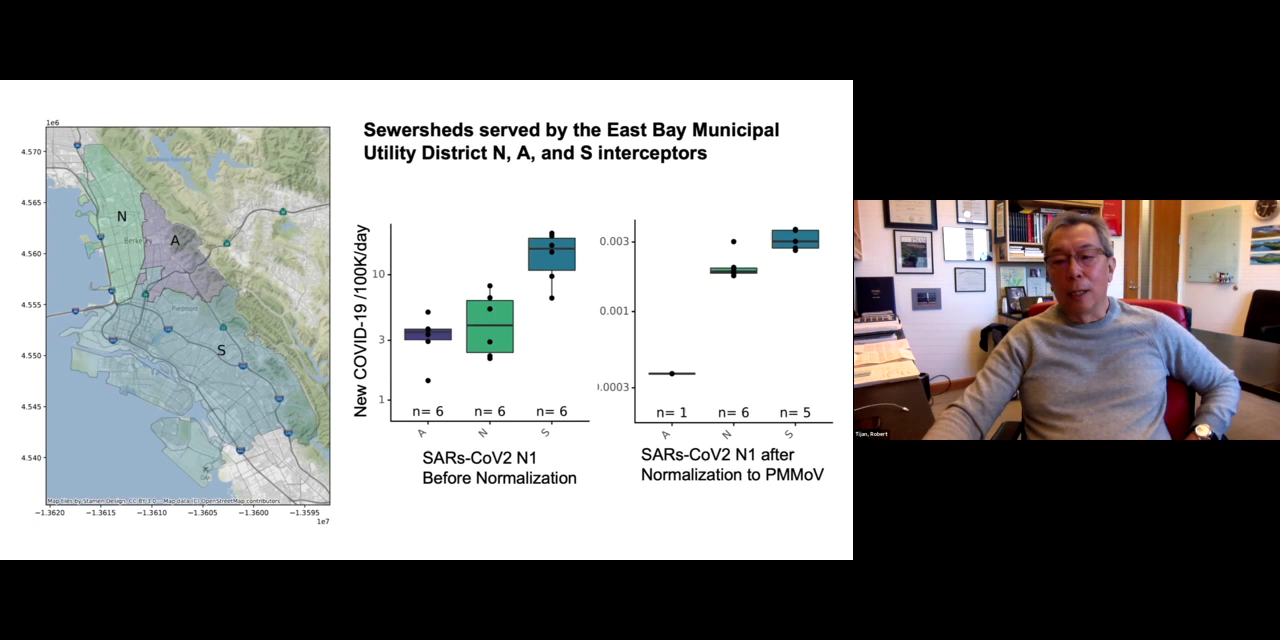 Sewersheds served by the East Bay Municipal
Utility District N, A, and S interceptors
1e6
4.570
4.565
4.560
4.555
4.550
4.545
4.540
N
Berkeley
A
Piedmont
S
Map tiles by Stamen Design, CC BY 3.0 -- Map data (C) OpenStreetMap contributors
−1.3620
−1.3615
−1.3610
−1.3605
−1.3600
−1.3595
1e7
New COVID-19 /100K/day
10
3
1
n= 6
n= 6
n= 6
A
N
S
SARs-CoV2 N1
Before Normalization
0.003
0.001
0.0003
n= 1
n= 6
n= 5
A
N
S
SARs-CoV2 N1 after
Normalization to PMMoV
Tijan, Robert